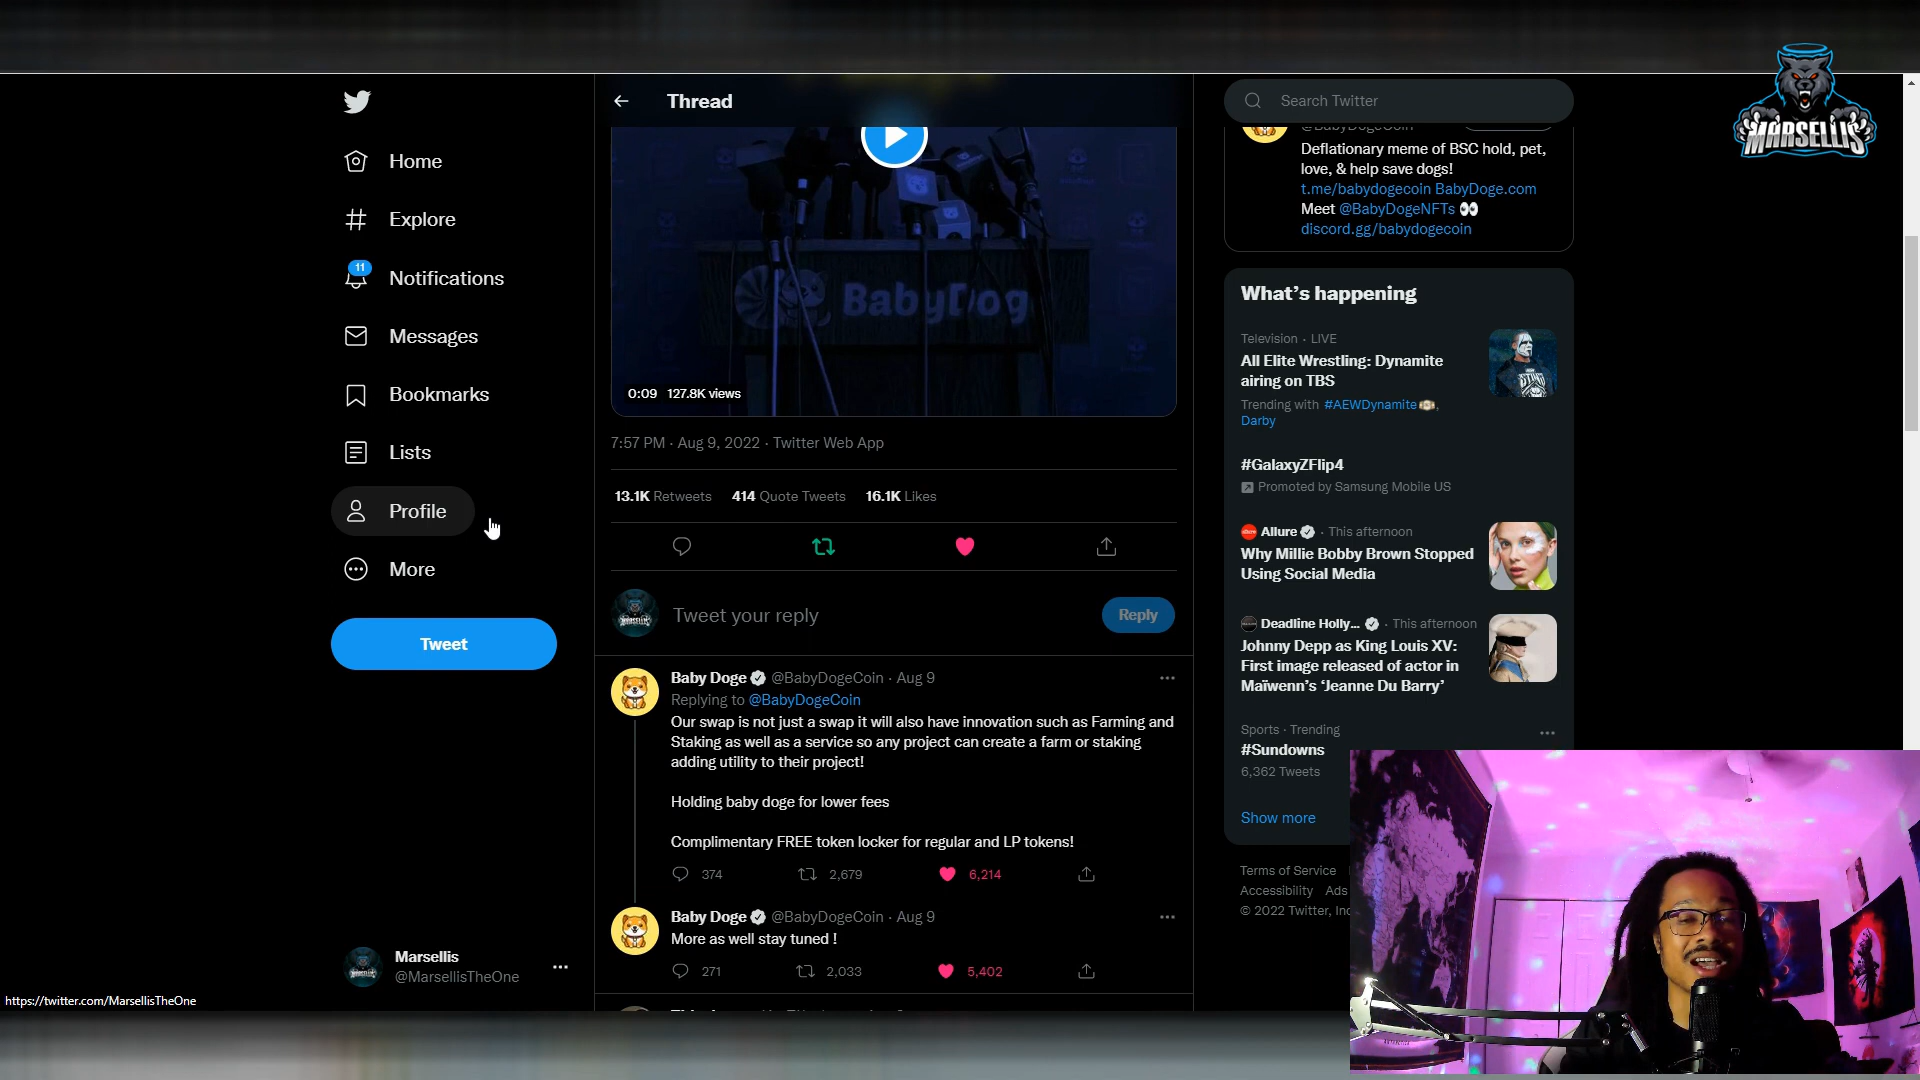 Thread
Search Twitter
MARSELLIS
Home
Explore
11
Notifications
Messages
Bookmarks
Lists
Profile
More
Tweet
Marsellis
@MarsellisTheOne
https://twitter.com/MarsellisTheOne
BabyDog
0:09 127.8K views
7:57 PM · Aug 9, 2022 · Twitter Web App
13.1K Retweets 414 Quote Tweets 16.1K Likes
Tweet your reply
Reply
Baby Doge @BabyDogeCoin · Aug 9
Replying to @BabyDogeCoin
Our swap is not just a swap it will also have innovation such as Farming and
Staking as well as a service so any project can create a farm or staking
adding utility to their project!
Holding baby doge for lower fees
Complimentary FREE token locker for regular and LP tokens!
374 2,679 6,214
Baby Doge @BabyDogeCoin · Aug 9
More as well stay tuned !
271 2,033 5,402
@BabyDogeCoin
Deflationary meme of BSC hold, pet,
love, & help save dogs!
t.me/babydogecoin BabyDoge.com
Meet @BabyDogeNFTs
discord.gg/babydogecoin
What's happening
Television · LIVE
All Elite Wrestling: Dynamite
airing on TBS
Trending with #AEWDynamite,
Darby
#GalaxyZFlip4
Promoted by Samsung Mobile US
Allure · This afternoon
Why Millie Bobby Brown Stopped
Using Social Media
Deadline Holly... · This afternoon
Johnny Depp as King Louis XV:
First image released of actor in
Maïwenn's 'Jeanne Du Barry'
Sports · Trending
#Sundowns
6,362 Tweets
Show more
Terms of Service
Accessibility Ads
© 2022 Twitter, Inc